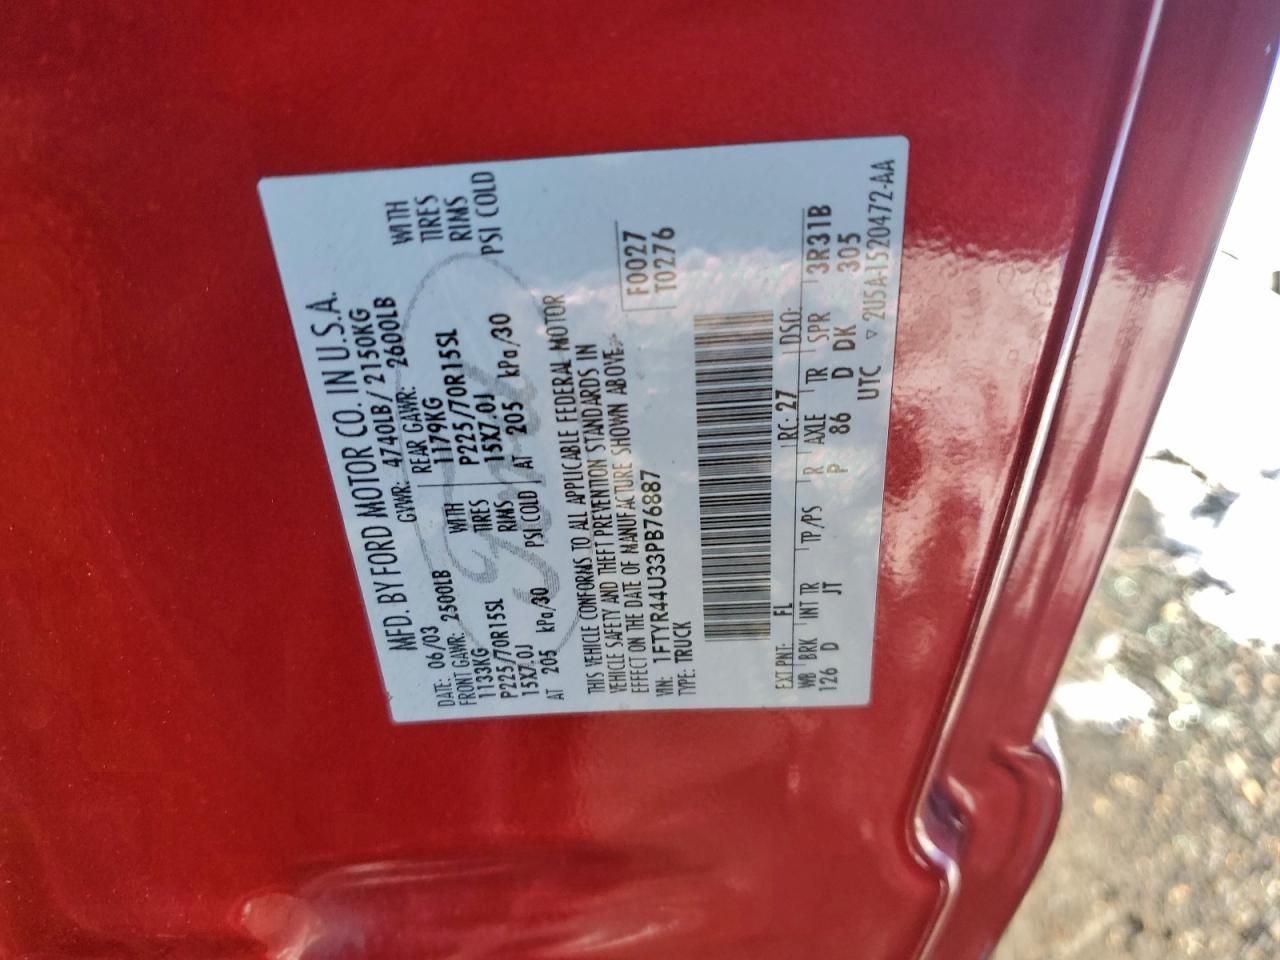 MFD. BY FORD MOTOR CO. IN U.S.A.
DATE: 06/03 GVWR: 4740LB/2150KG
FRONT GAWR: 2500LB REAR GAWR: 2600LB
1133KG WITH 1179KG WITH
P225/70R15SL TIRES P225/70R15SL TIRES
15X7.0J RIMS 15X7.0J RIMS
AT 205 kPa/30 PSI COLD AT 205 kPa/30 PSI COLD
THIS VEHICLE CONFORMS TO ALL APPLICABLE FEDERAL MOTOR
VEHICLE SAFETY AND THEFT PREVENTION STANDARDS IN
EFFECT ON THE DATE OF MANUFACTURE SHOWN ABOVE.
VIN: 1FTYR44U33PB76887 F0027
TYPE: TRUCK T0276
EXT PNT: FL RC: 27 DSO:
WB BRK INT TR TP/PS R AXLE TR SPR 3R31B
126 D JT P 86 D DK 305
UTC ▽ 2U5A-1520472-AA